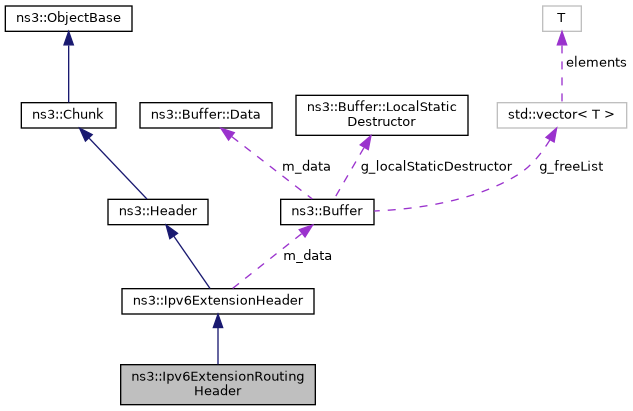 ns3::ObjectBase
T
elements
ns3::Chunk
ns3::Buffer::Data
ns3::Buffer::LocalStatic
Destructor
std::vector< T >
m_data
g_localStaticDestructor
g_freeList
ns3::Header
ns3::Buffer
m_data
ns3::Ipv6ExtensionHeader
ns3::Ipv6ExtensionRouting
Header